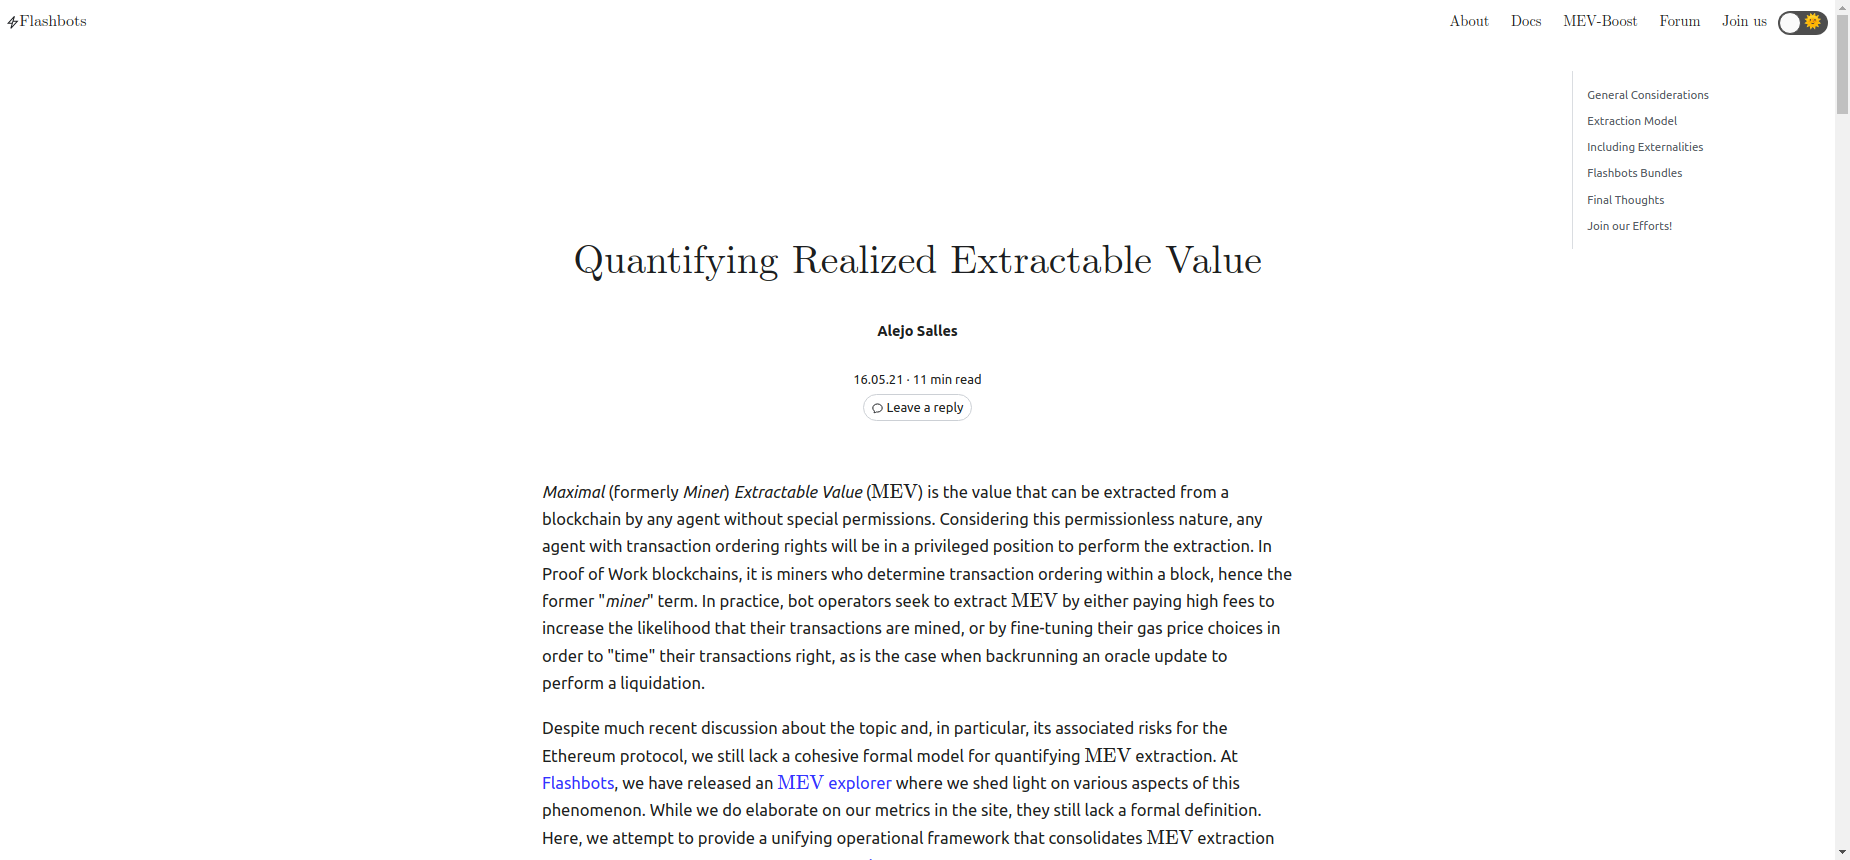 Flashbots
About Docs MEV-Boost Forum Join us
General Considerations
Extraction Model
Including Externalities
Flashbots Bundles
Final Thoughts
Join our Efforts!
Quantifying Realized Extractable Value
Alejo Salles
16.05.21 · 11 min read
Leave a reply
Maximal (formerly Miner) Extractable Value (MEV) is the value that can be extracted from a
blockchain by any agent without special permissions. Considering this permissionless nature, any
agent with transaction ordering rights will be in a privileged position to perform the extraction. In
Proof of Work blockchains, it is miners who determine transaction ordering within a block, hence the
former "miner" term. In practice, bot operators seek to extract MEV by either paying high fees to
increase the likelihood that their transactions are mined, or by fine-tuning their gas price choices in
order to "time" their transactions right, as is the case when backrunning an oracle update to
perform a liquidation.
Despite much recent discussion about the topic and, in particular, its associated risks for the
Ethereum protocol, we still lack a cohesive formal model for quantifying MEV extraction. At
Flashbots, we have released an MEV explorer where we shed light on various aspects of this
phenomenon. While we do elaborate on our metrics in the site, they still lack a formal definition.
Here, we attempt to provide a unifying operational framework that consolidates MEV extraction